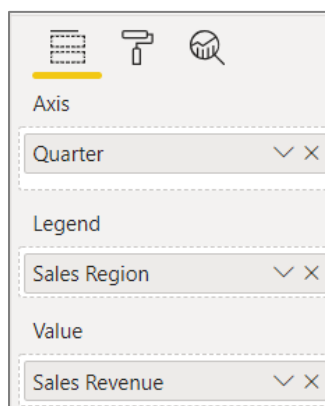 Axis
Quarter
Legend
Sales Region
Value
Sales Revenue